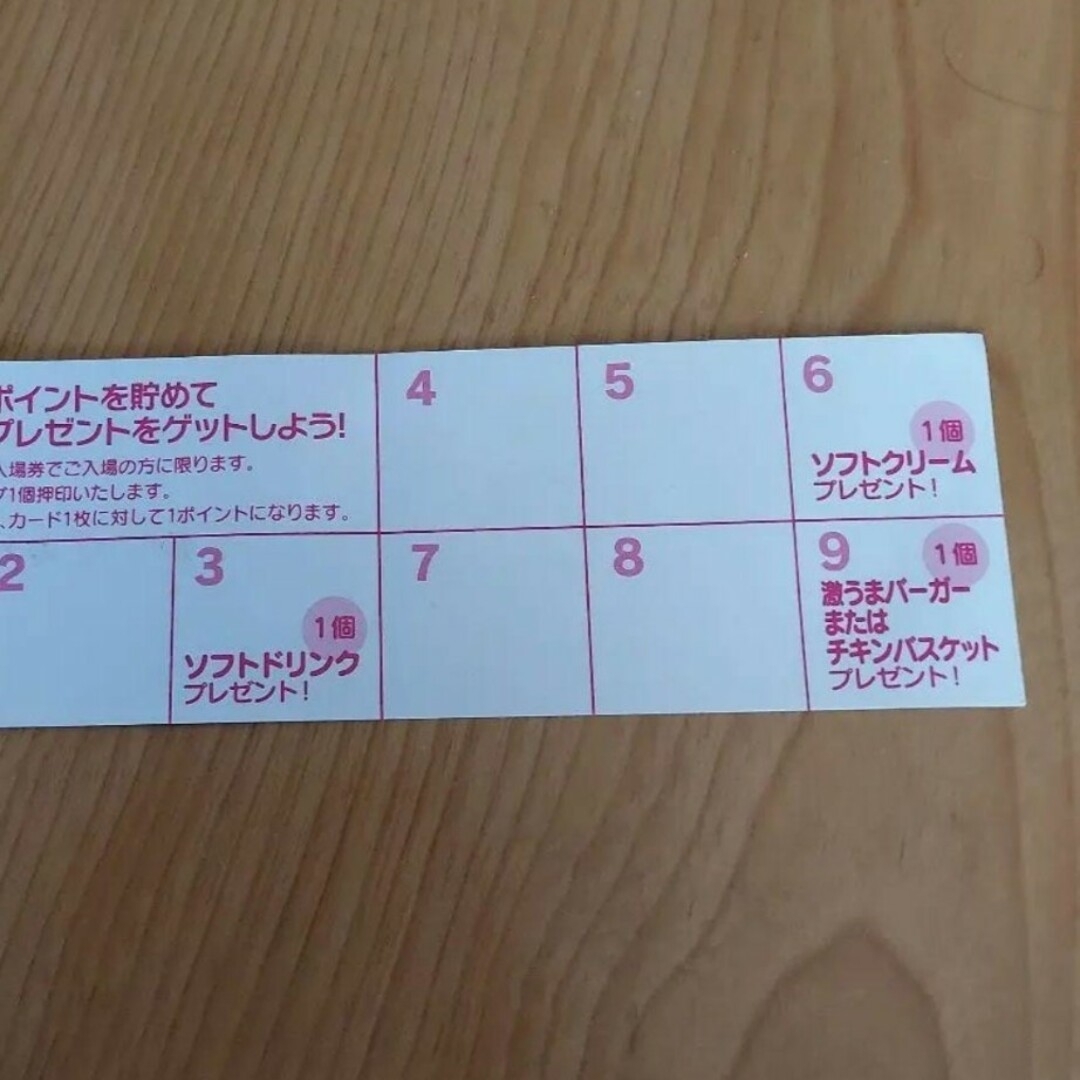 ポイントを貯めて
プレゼントをゲットしよう!
入場券でご入場の方に限ります。
1個押印いたします。
、カード1枚に対して1ポイントになります。
4
5
6
1個
ソフトクリーム
プレゼント!
2
3
1個
ソフトドリンク
プレゼント!
7
8
9
1個
激うまバーガー
または
チキンバスケット
プレゼント!